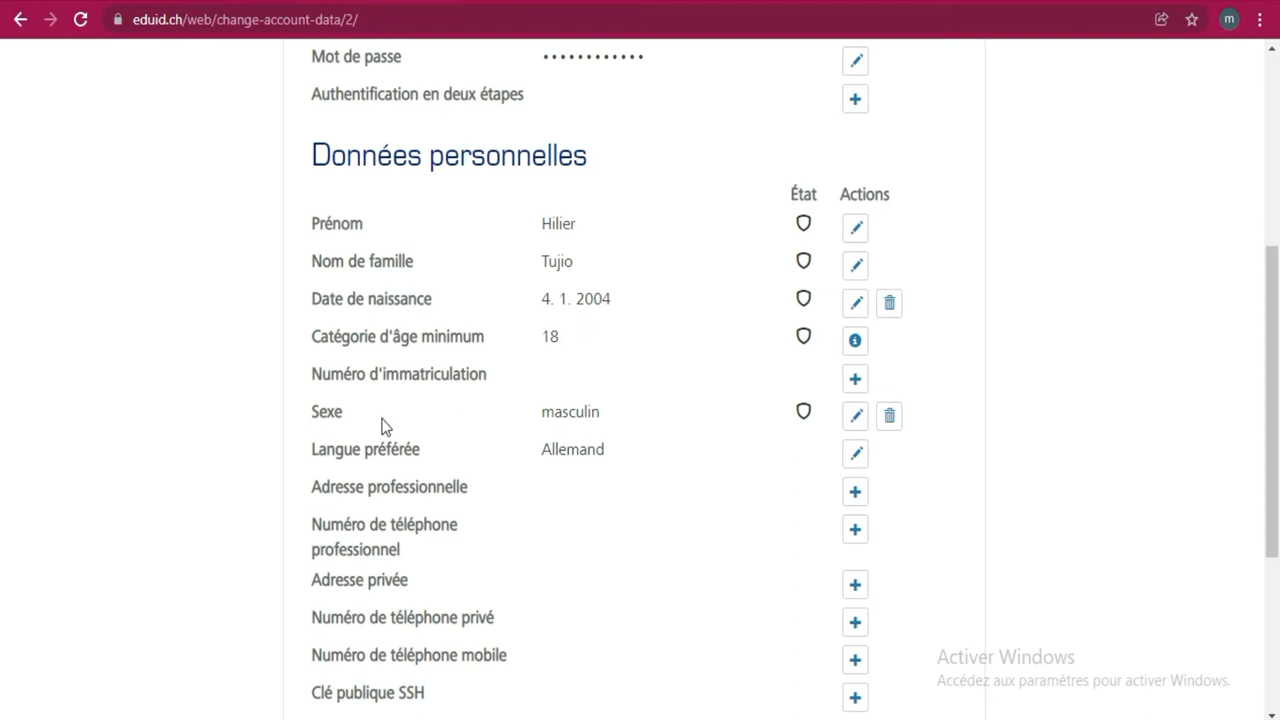 eduid.ch/web/change-account-data/2/
m
Mot de passe ••••••••••••
Authentification en deux étapes
Données personnelles
État Actions
Prénom Hilier
Nom de famille Tujio
Date de naissance 4. 1. 2004
Catégorie d'âge minimum 18
Numéro d'immatriculation
Sexe masculin
Langue préférée Allemand
Adresse professionnelle
Numéro de téléphone
professionnel
Adresse privée
Numéro de téléphone privé
Numéro de téléphone mobile
Clé publique SSH
Activer Windows
Accédez aux paramètres pour activer Windows.